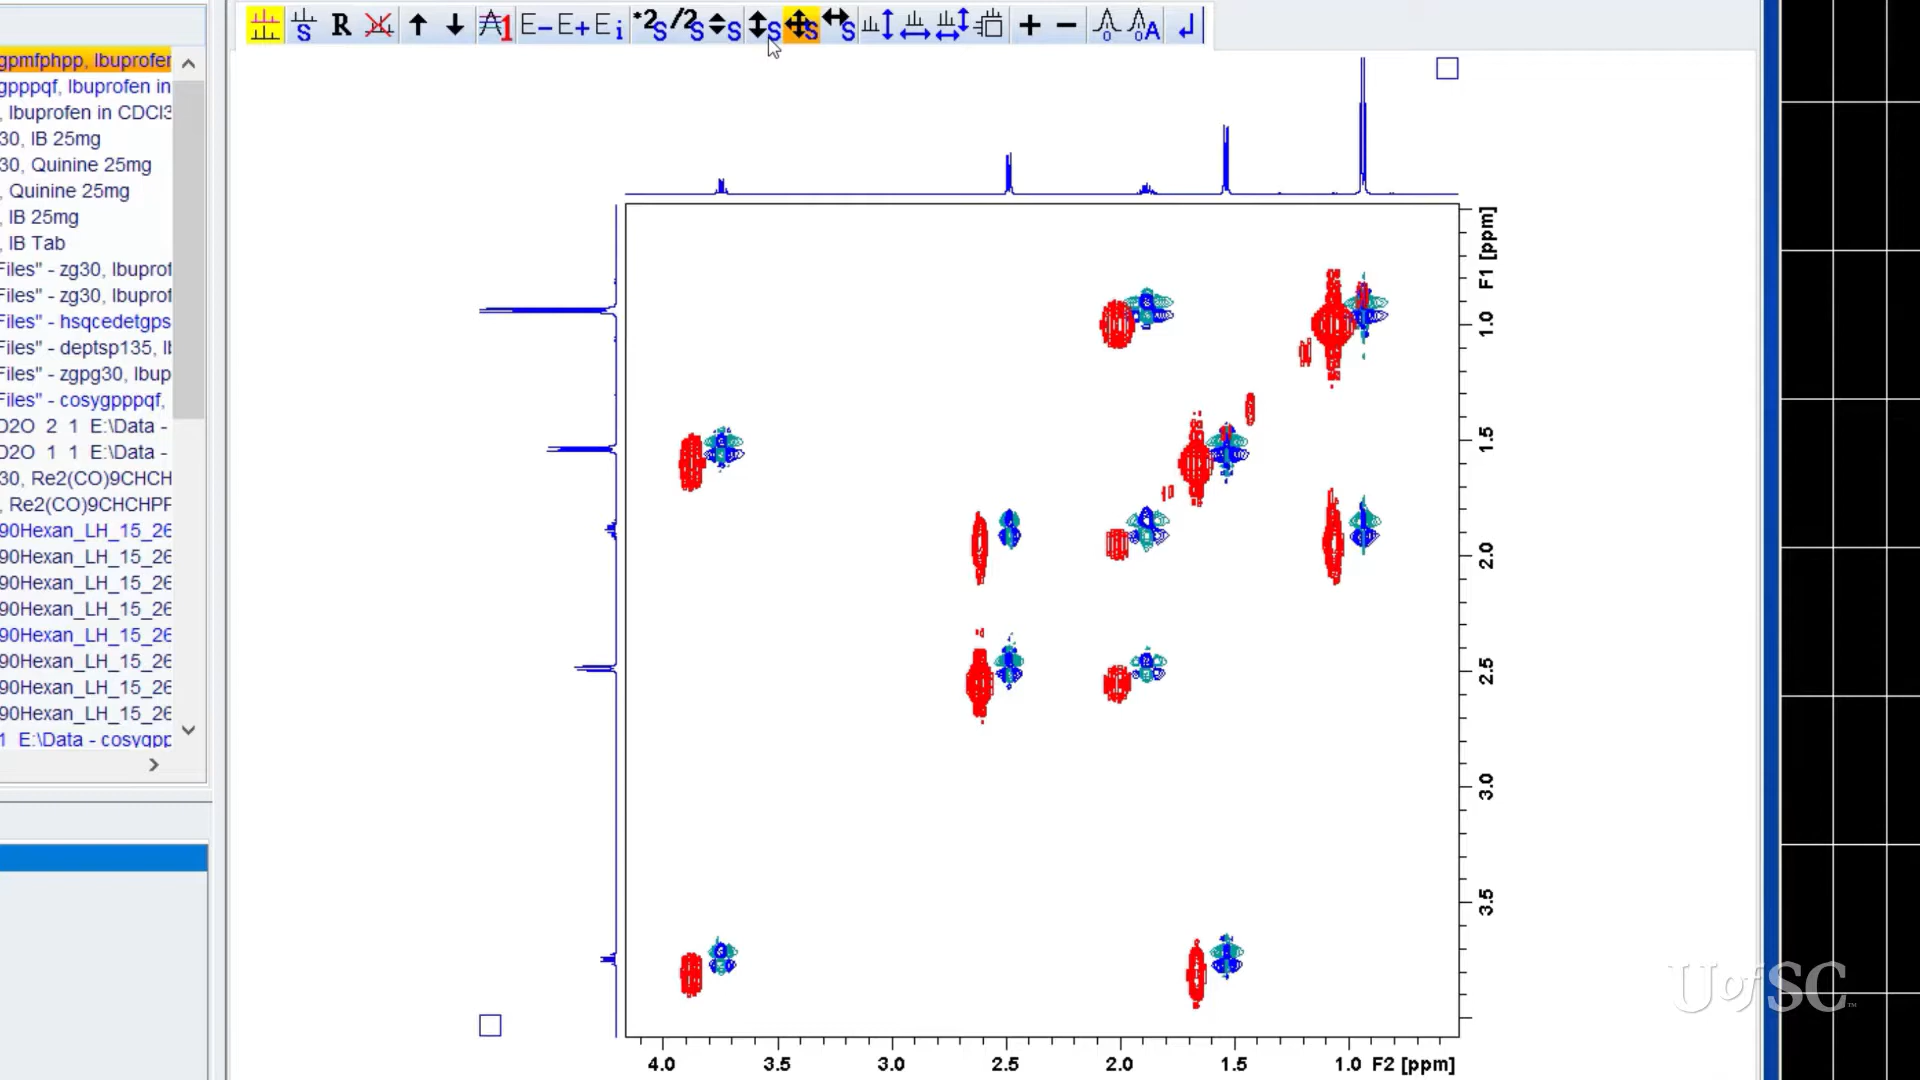 S R 1 E- E+ Ei *2S /2S S S S S A
gpmfphpp, Ibuprofen
gpppqf, Ibuprofen in
, Ibuprofen in CDCl3
30, IB 25mg
30, Quinine 25mg
, Quinine 25mg
, IB 25mg
, IB Tab
Files" - zg30, Ibuprof
Files" - zg30, Ibuprof
Files" - hsqcedetgps
Files" - deptsp135, I
Files" - zgpg30, Ibup
Files" - cosygpppqf,
D2O 2 1 E:\Data -
D2O 1 1 E:\Data -
30, Re2(CO)9CHCH
, Re2(CO)9CHCHPF
90Hexan_LH_15_26
90Hexan_LH_15_26
90Hexan_LH_15_26
90Hexan_LH_15_26
90Hexan_LH_15_26
90Hexan_LH_15_26
90Hexan_LH_15_26
90Hexan_LH_15_26
1 E:\Data - cosygpp
F1 [ppm]
1.0
1.5
2.0
2.5
3.0
3.5
4.0 3.5 3.0 2.5 2.0 1.5 1.0 F2 [ppm]
UofSC